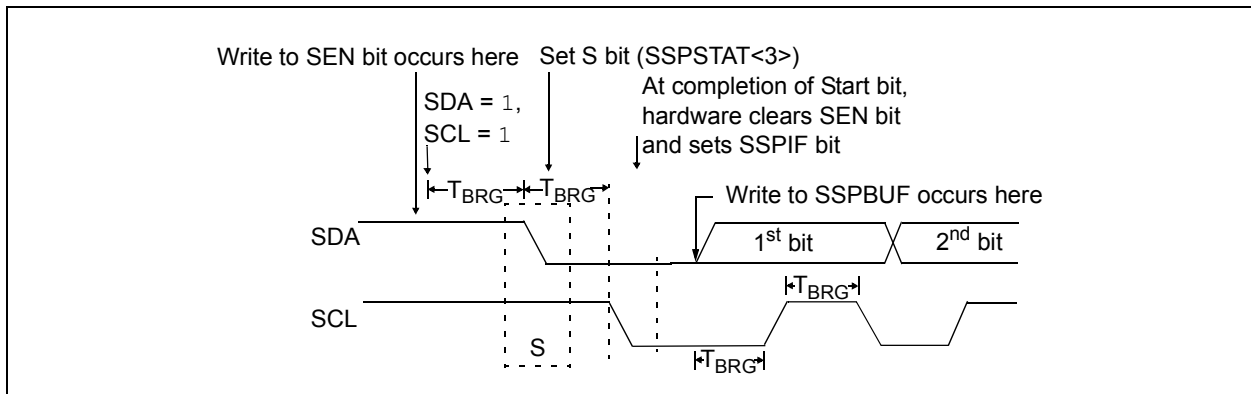 Write to SEN bit occurs here
Set S bit (SSPSTAT<3>)
SDA = 1,
SCL = 1
At completion of Start bit,
hardware clears SEN bit
and sets SSPIF bit
TBRG
TBRG
Write to SSPBUF occurs here
SDA
1st bit
2nd bit
TBRG
SCL
S
TBRG